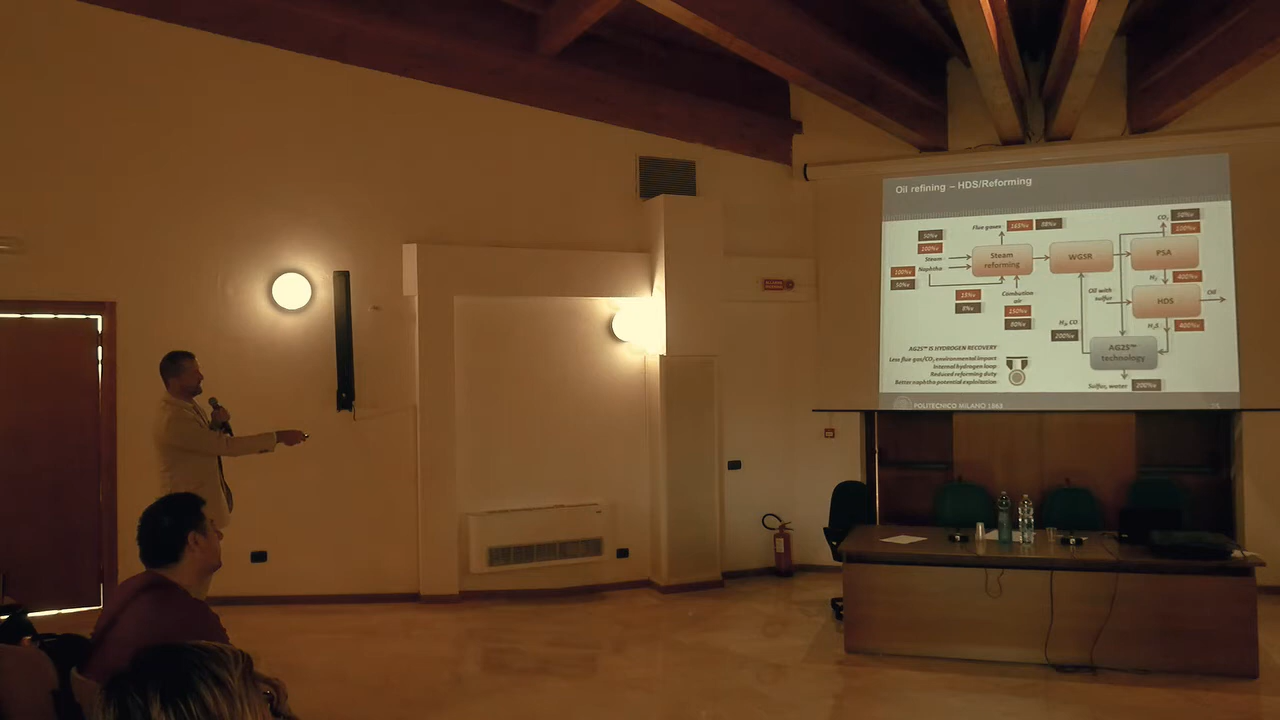 Oil refining – HDS/Reforming
Flue gases
165%v
88%v
CO₂
50%v
100%v
50%v
100%v
Steam
Naphtha
100%v
50%v
Steam
reforming
WGSR
PSA
H₂
400%v
15%v
8%v
Combustion
air
150%v
80%v
Oil with
sulfur
HDS
Oil
H₂S
400%v
H₂ CO
200%v
AG2S™
technology
Sulfur, water
200%v
AG2S™ IS HYDROGEN RECOVERY
Less flue gas/CO₂ environmental impact
Internal hydrogen loop
Reduced reforming duty
Better naphtha potential exploitation
POLITECNICO MILANO 1863